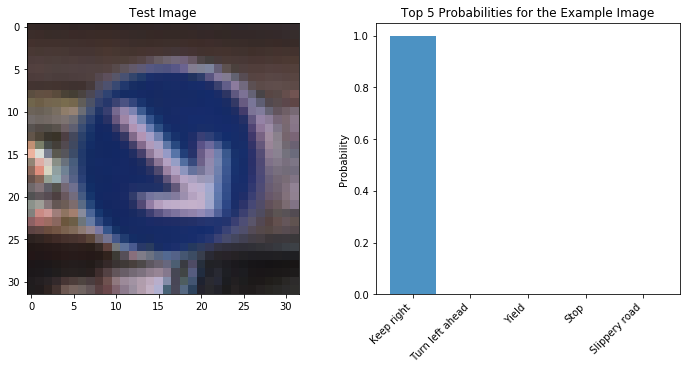 Test Image
0
5
10
15
20
25
30
0
5
10
15
20
25
30
Top 5 Probabilities for the Example Image
Probability
1.0
0.8
0.6
0.4
0.2
0.0
Keep right
Turn left ahead
Yield
Stop
Slippery road